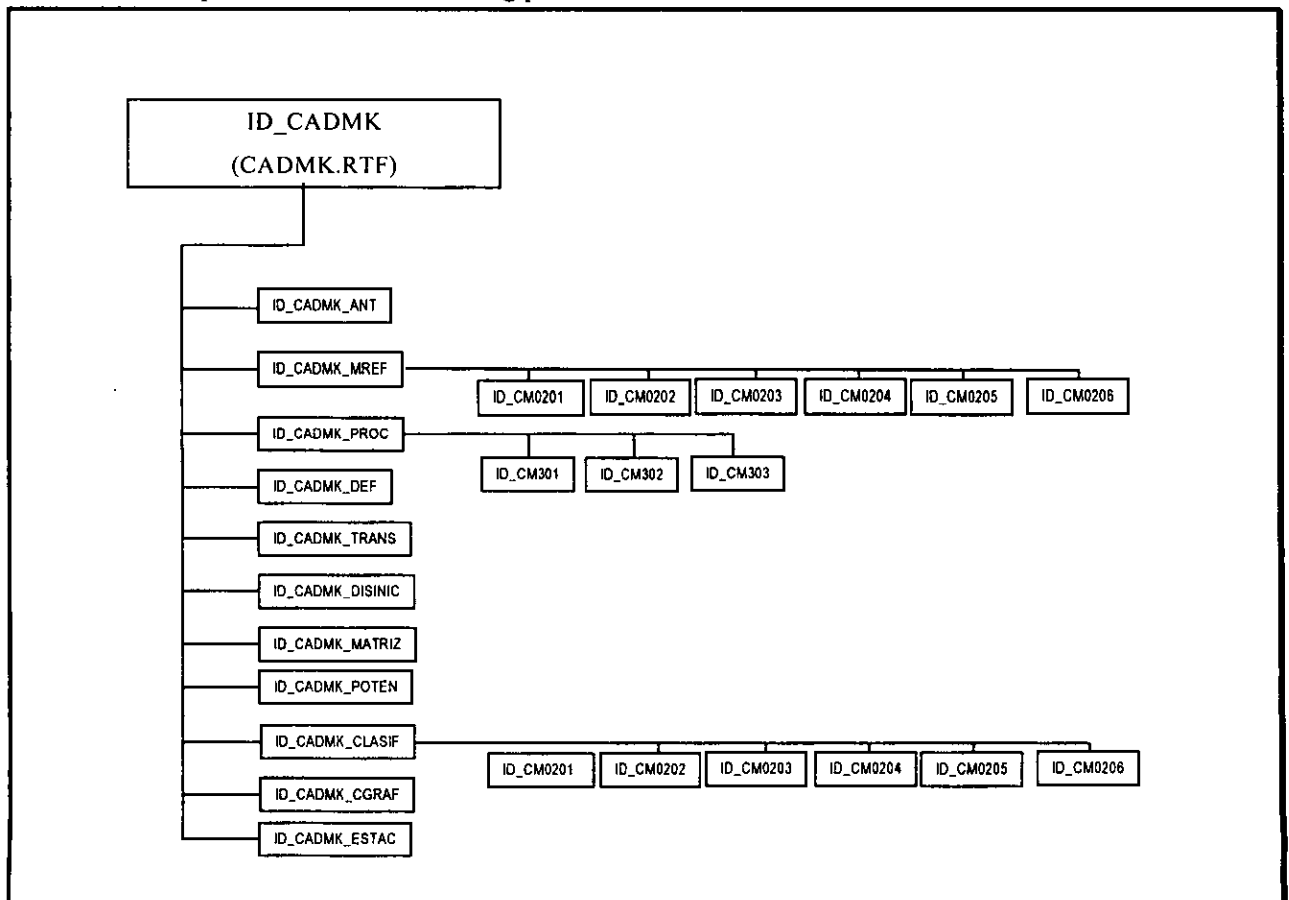 ID_CADMK
(CADMK.RTF)
ID_CADMK_ANT
ID_CADMK_MREF
ID_CM0201 ID_CM0202 ID_CM0203 ID_CM0204 ID_CM0205 ID_CM0206
ID_CADMK_PROC
ID_CM301 ID_CM302 ID_CM303
ID_CADMK_DEF
ID_CADMK_TRANS
ID_CADMK_DISINIC
ID_CADMK_MATRIZ
ID_CADMK_POTEN
ID_CADMK_CLASIF
ID_CM0201 ID_CM0202 ID_CM0203 ID_CM0204 ID_CM0205 ID_CM0206
ID_CADMK_CGRAF
ID_CADMK_ESTAC